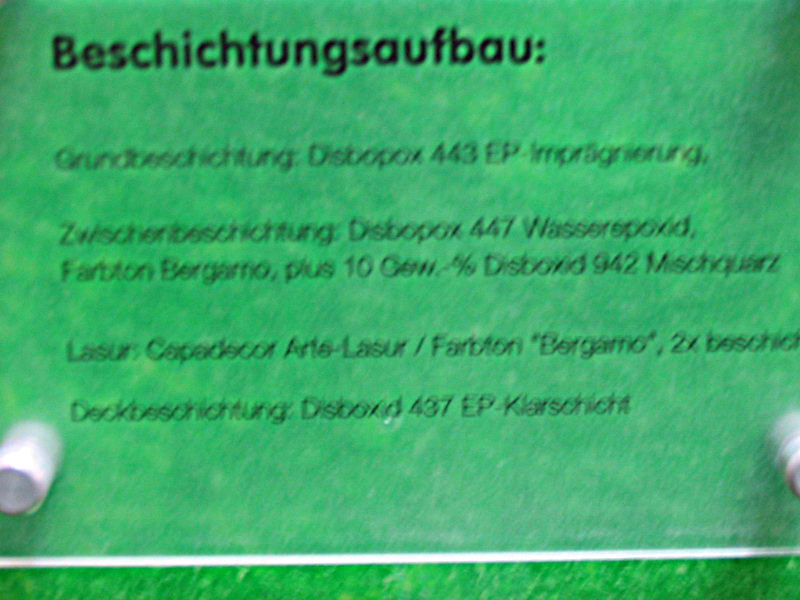 Beschichtungsaufbau:
Grundbeschichtung: Disbopox 443 EP-Imprägnierung,
Zwischenbeschichtung: Disbopox 447 Wasserepoxid,
Farbton Bergamo, plus 10 Gew.-% Disboxid 942 Mischquarz
Lasur: Capadecor Arte-Lasur / Farbton "Bergamo", 2x beschich
Deckbeschichtung: Disboxid 437 EP-Klarschicht